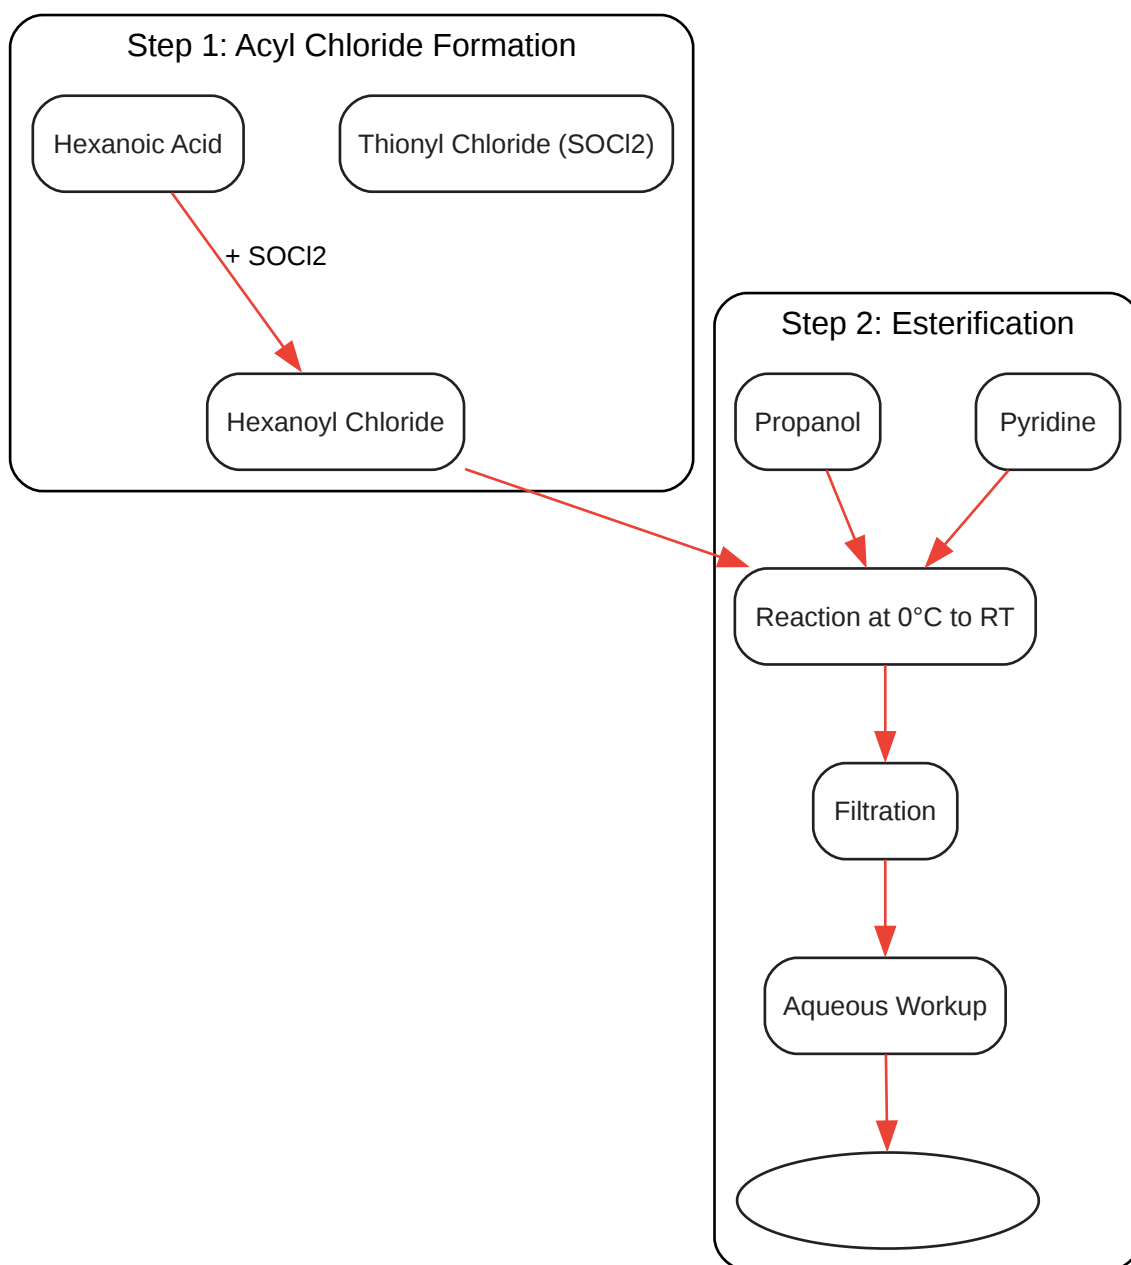 Step 1: Acyl Chloride Formation
Hexanoic Acid
Thionyl Chloride (SOCl2)
+ SOCl2
Hexanoyl Chloride
Step 2: Esterification
Propanol
Pyridine
Reaction at 0°C to RT
Filtration
Aqueous Workup